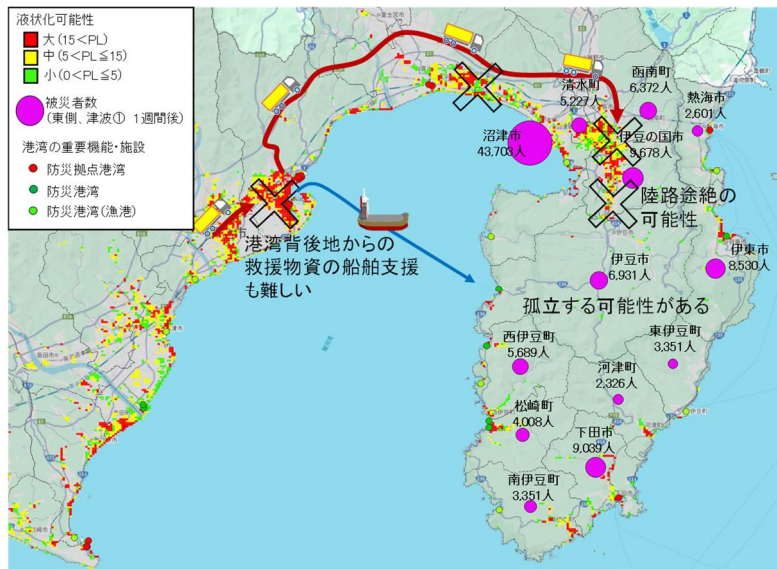 液状化可能性
大(15<PL)
中(5<PL≦15)
小(0<PL≦5)
被災者数
(東側、津波① 1週間後)
港湾の重要機能・施設
防災拠点港湾
防災港湾
防災港湾(漁港)
函南町
6,372人
清水町
5,227人
熱海市
2,601人
沼津市
43,703人
伊豆の国市
9,678人
陸路途絶の
可能性
港湾背後地からの
救援物資の船舶支援
も難しい
伊豆市
6,931人
伊東市
8,530人
孤立する可能性がある
西伊豆町
5,689人
東伊豆町
3,351人
河津町
2,326人
松崎町
4,008人
下田市
9,039人
南伊豆町
3,351人